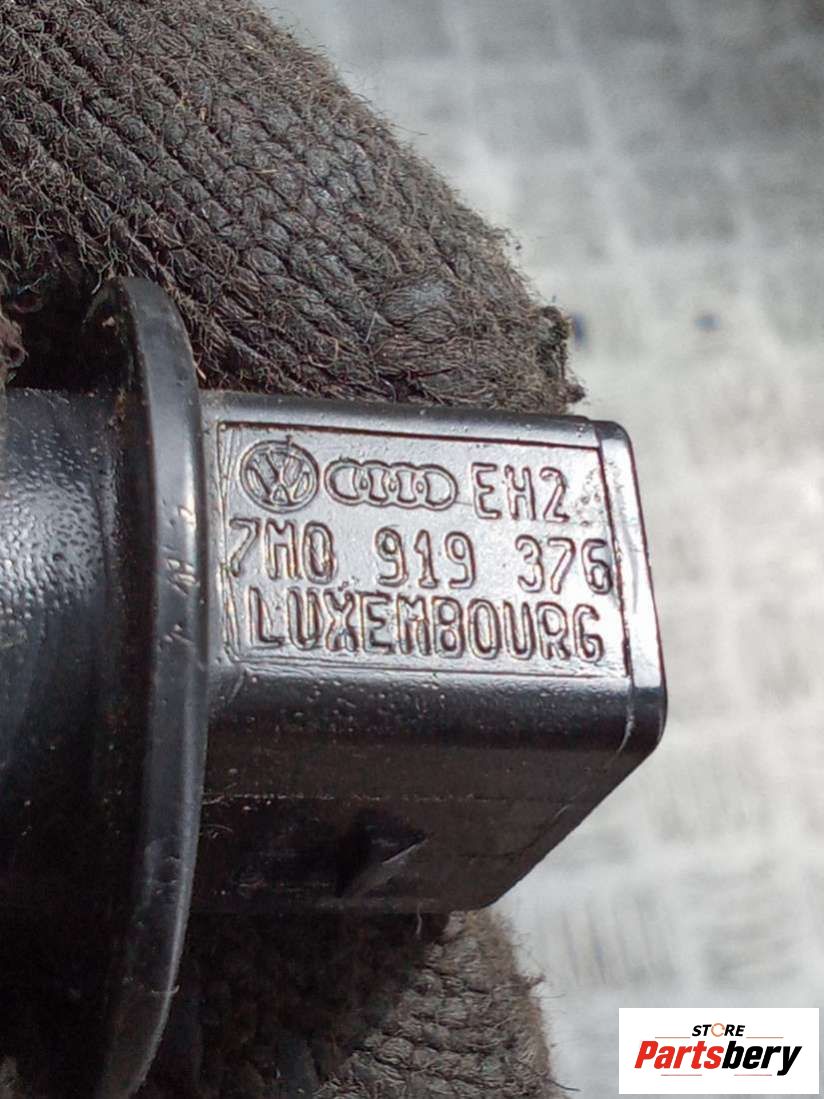 EH2
7M0 919 376
LUXEMBOURG
STORE
Partsbery